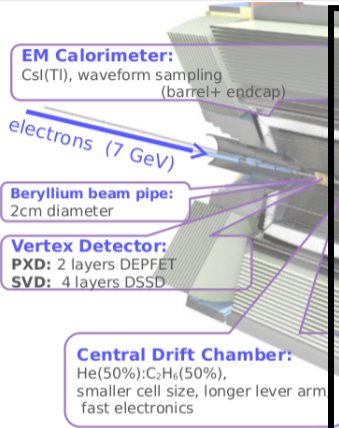 EM Calorimeter:
CsI(Tl), waveform sampling
(barrel+ endcap)
electrons (7 GeV)
Beryllium beam pipe:
2cm diameter
Vertex Detector:
PXD: 2 layers DEPFET
SVD: 4 layers DSSD
Central Drift Chamber:
He(50%):C₂H₆(50%),
smaller cell size, longer lever arm,
fast electronics